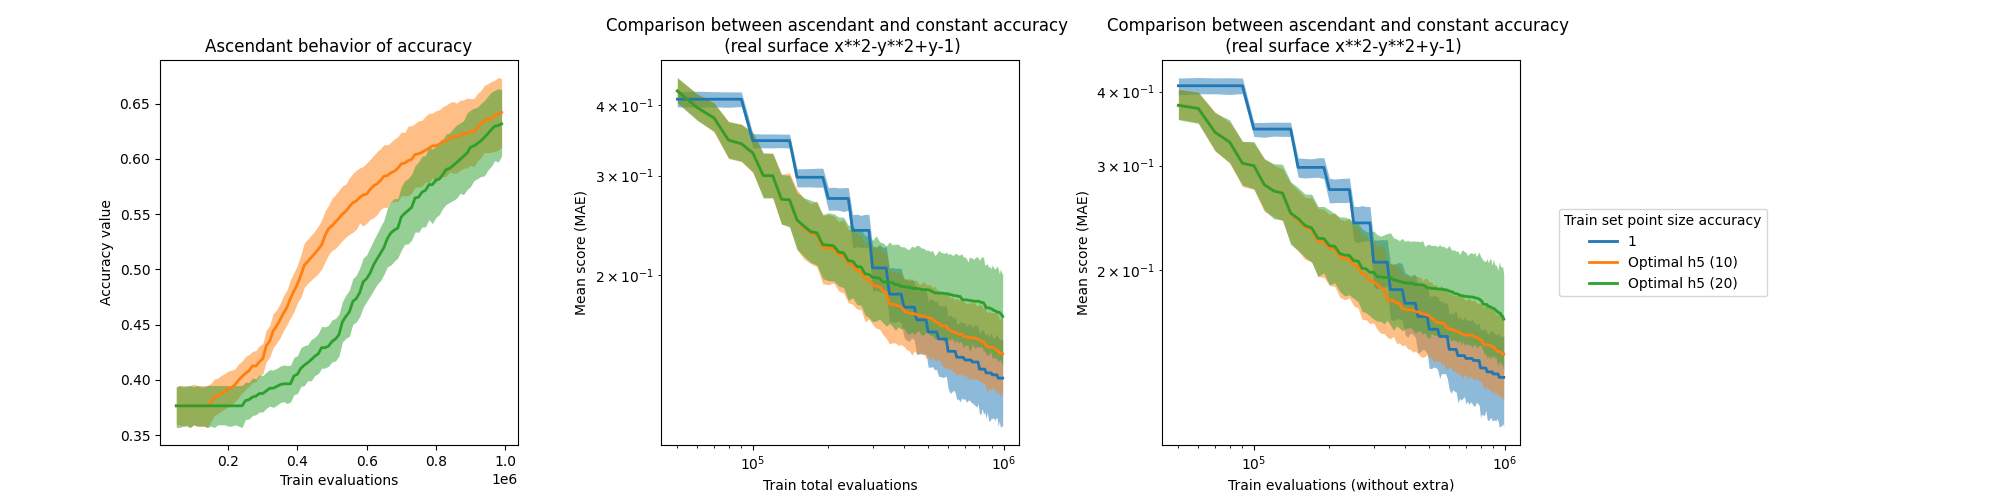 Ascendant behavior of accuracy
Accuracy value
0.65
0.60
0.55
0.50
0.45
0.40
0.35
0.2
0.4
0.6
0.8
1.0
1e6
Train evaluations
Comparison between ascendant and constant accuracy
(real surface x**2-y**2+y-1)
Mean score (MAE)
4 × 10⁻¹
3 × 10⁻¹
2 × 10⁻¹
10⁵
10⁶
Train total evaluations
Comparison between ascendant and constant accuracy
(real surface x**2-y**2+y-1)
Mean score (MAE)
4 × 10⁻¹
3 × 10⁻¹
2 × 10⁻¹
10⁵
10⁶
Train evaluations (without extra)
Train set point size accuracy
1
Optimal h5 (10)
Optimal h5 (20)